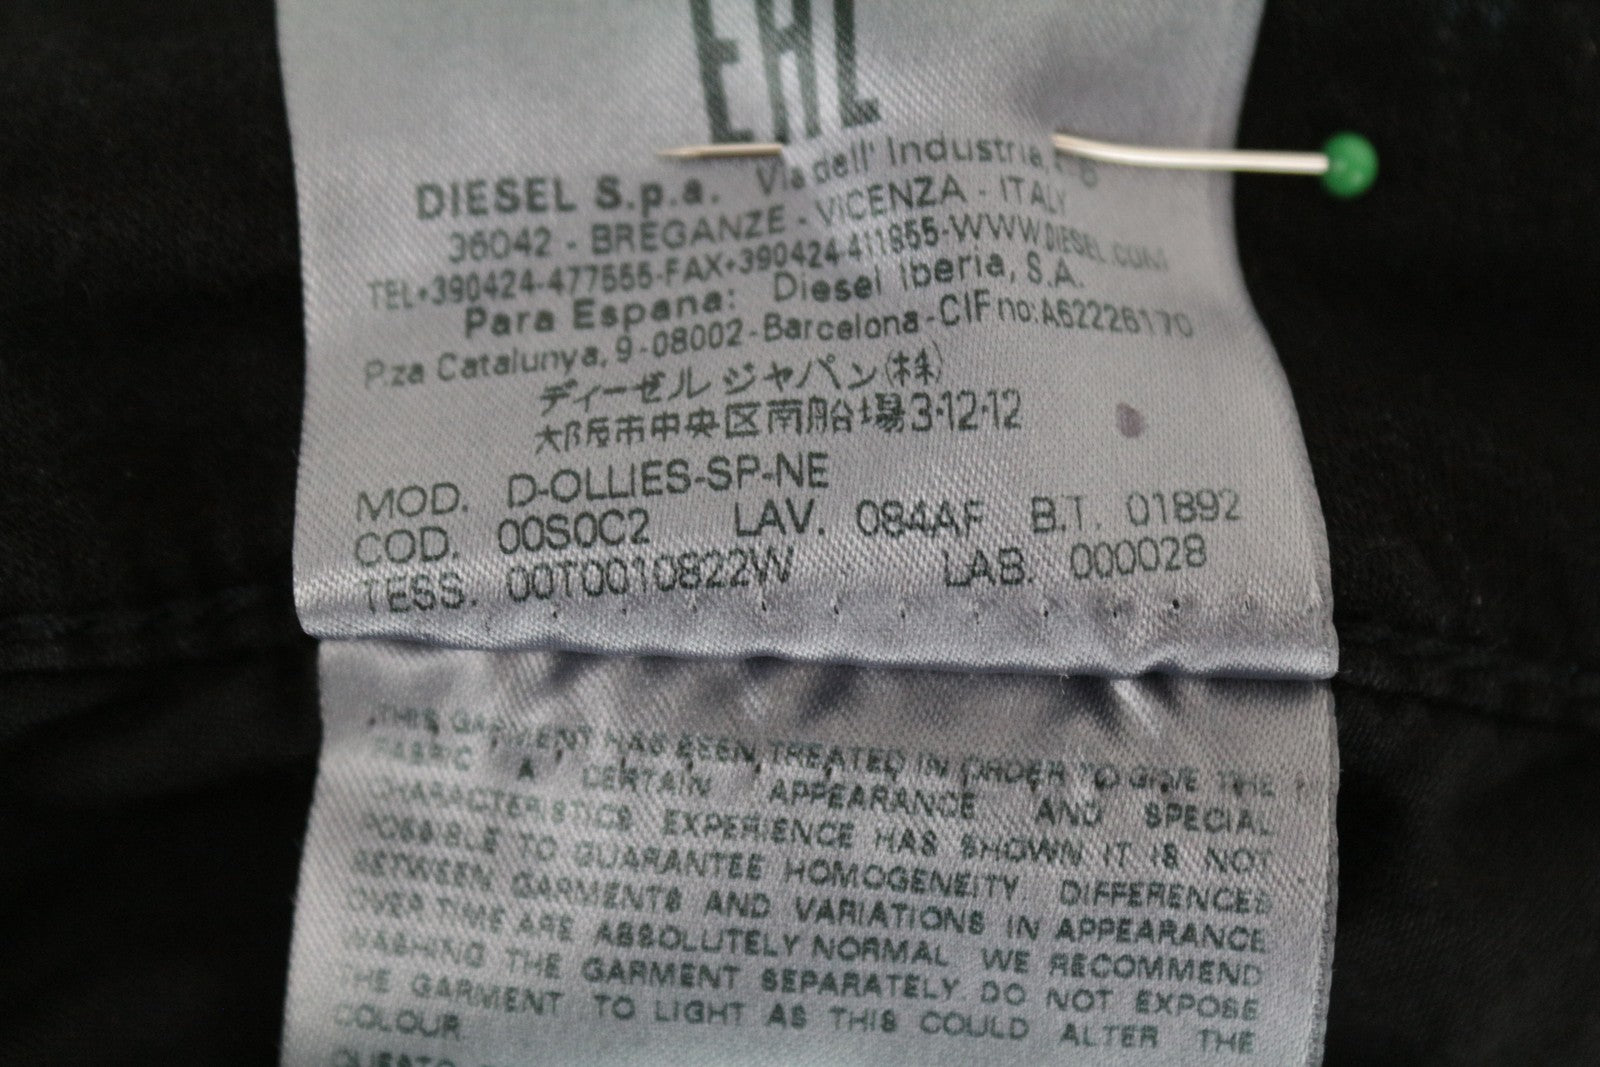 EAC
DIESEL S.p.a. Via dell' Industria,
36042 - BREGANZE - VICENZA - ITALY
TEL+390424-477555-FAX+390424-411955-WWW.DIESEL.COM
Para Espana: Diesel Iberia, S.A.
P.za Catalunya, 9-08002-Barcelona-CIF no:A62226170
ディーゼル ジャパン(株)
大阪市中央区南船場3-12-12
MOD. D-OLLIES-SP-NE
COD. 00S0C2 LAV. 084AF B.T. 01892
TESS. 00T0010822W LAB. 000028
THIS GARMENT HAS BEEN TREATED IN ORDER TO GIVE THE
FABRIC A CERTAIN APPEARANCE AND SPECIAL
CHARACTERISTICS EXPERIENCE HAS SHOWN IT IS NOT
POSSIBLE TO GUARANTEE HOMOGENEITY. DIFFERENCES
BETWEEN GARMENTS AND VARIATIONS IN APPEARANCE
OVER TIME ARE ABSOLUTELY NORMAL WE RECOMMEND
WASHING THE GARMENT SEPARATELY. DO NOT EXPOSE
THE GARMENT TO LIGHT AS THIS COULD ALTER THE
COLOUR.
QUESTO